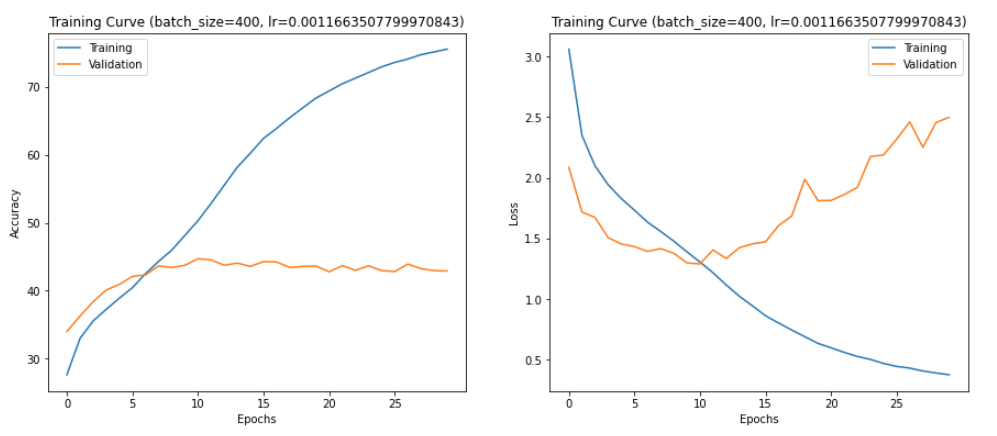 Training Curve (batch_size=400, lr=0.0011663507799970843)
Training
Validation
70
60
50
40
30
Accuracy
0
5
10
15
20
25
Epochs
Training Curve (batch_size=400, lr=0.0011663507799970843)
Training
Validation
3.0
2.5
2.0
1.5
1.0
0.5
Loss
0
5
10
15
20
25
Epochs